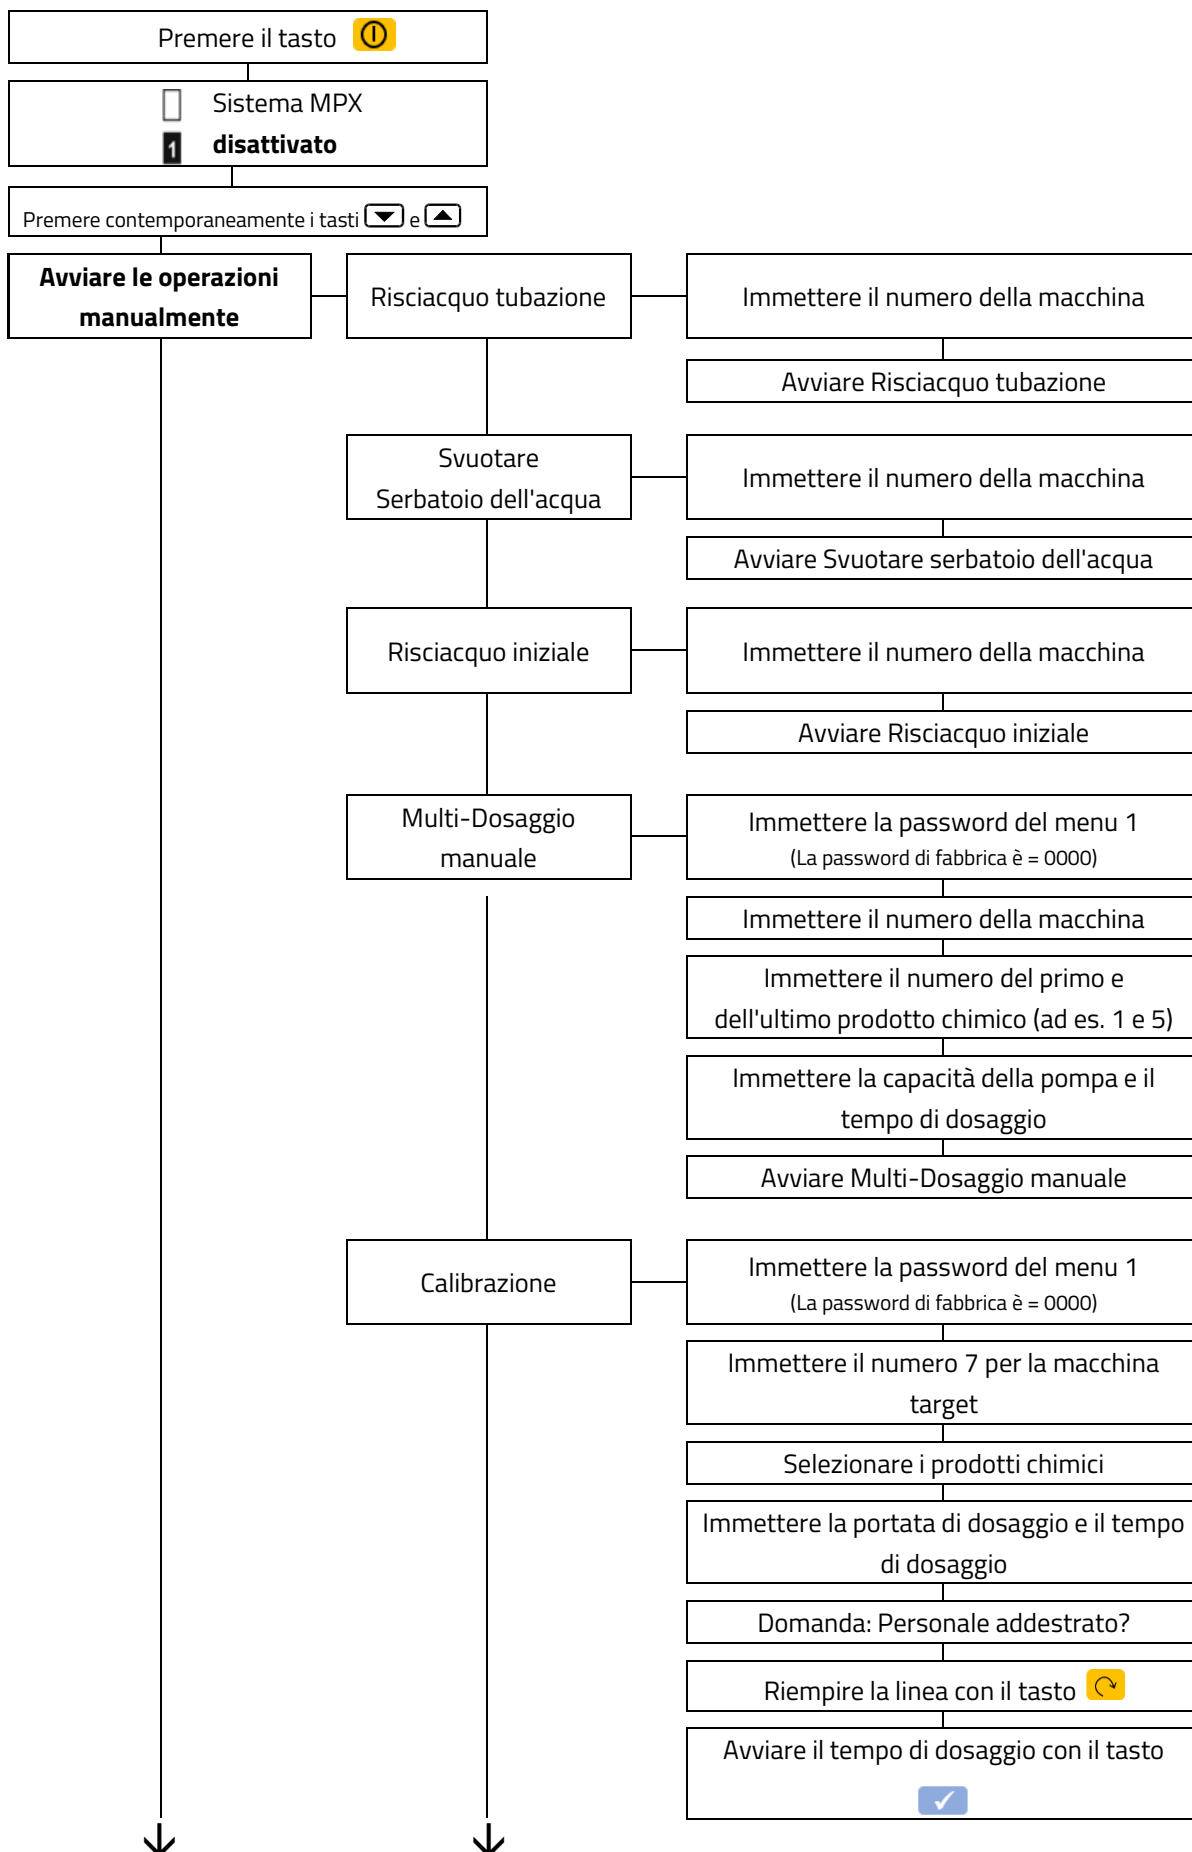 Premere il tasto
Sistema MPX
1 disattivato
Premere contemporaneamente i tasti e
Avviare le operazioni
manualmente
Risciacquo tubazione
Immettere il numero della macchina
Avviare Risciacquo tubazione
Svuotare
Serbatoio dell'acqua
Immettere il numero della macchina
Avviare Svuotare serbatoio dell'acqua
Risciacquo iniziale
Immettere il numero della macchina
Avviare Risciacquo iniziale
Multi-Dosaggio
manuale
Immettere la password del menu 1
(La password di fabbrica è = 0000)
Immettere il numero della macchina
Immettere il numero del primo e
dell'ultimo prodotto chimico (ad es. 1 e 5)
Immettere la capacità della pompa e il
tempo di dosaggio
Avviare Multi-Dosaggio manuale
Calibrazione
Immettere la password del menu 1
(La password di fabbrica è = 0000)
Immettere il numero 7 per la macchina
target
Selezionare i prodotti chimici
Immettere la portata di dosaggio e il tempo
di dosaggio
Domanda: Personale addestrato?
Riempire la linea con il tasto
Avviare il tempo di dosaggio con il tasto